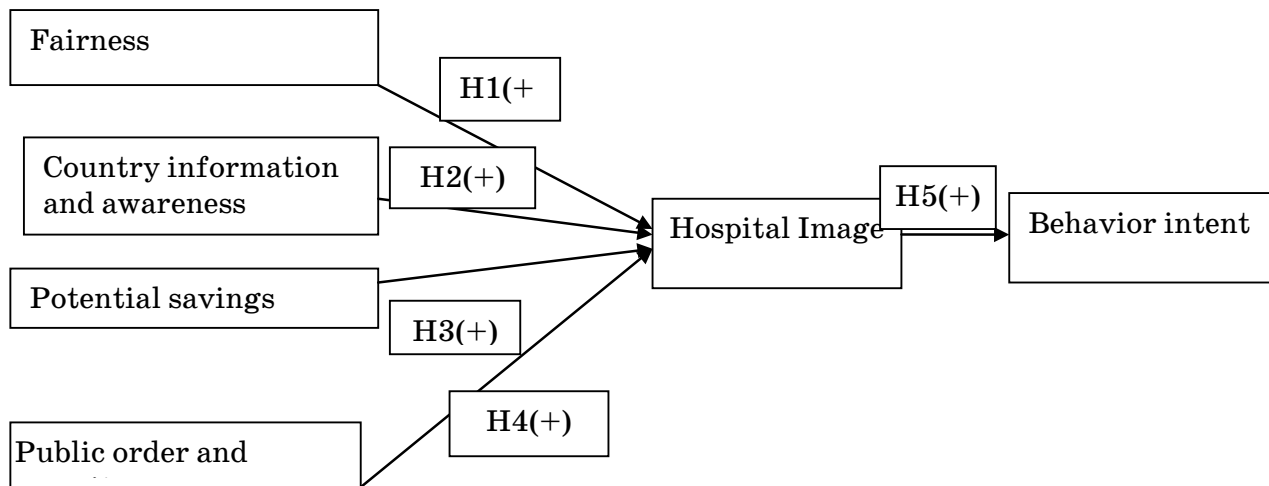 Fairness
H1(+
Country information
and awareness
H2(+)
H5(+)
Hospital Image
Behavior intent
Potential savings
H3(+)
H4(+)
Public order and